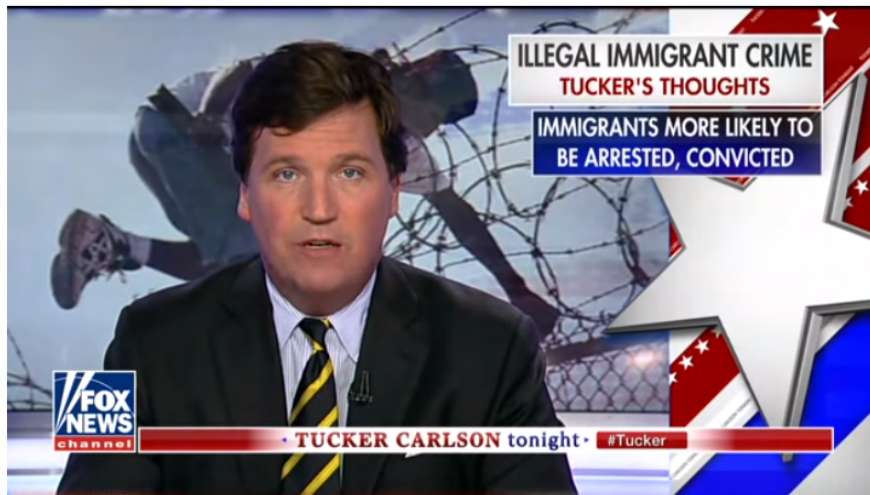 ILLEGAL IMMIGRANT CRIME
TUCKER'S THOUGHTS
IMMIGRANTS MORE LIKELY TO
BE ARRESTED, CONVICTED
FOX
NEWS
channel
TUCKER CARLSON tonight
#Tucker